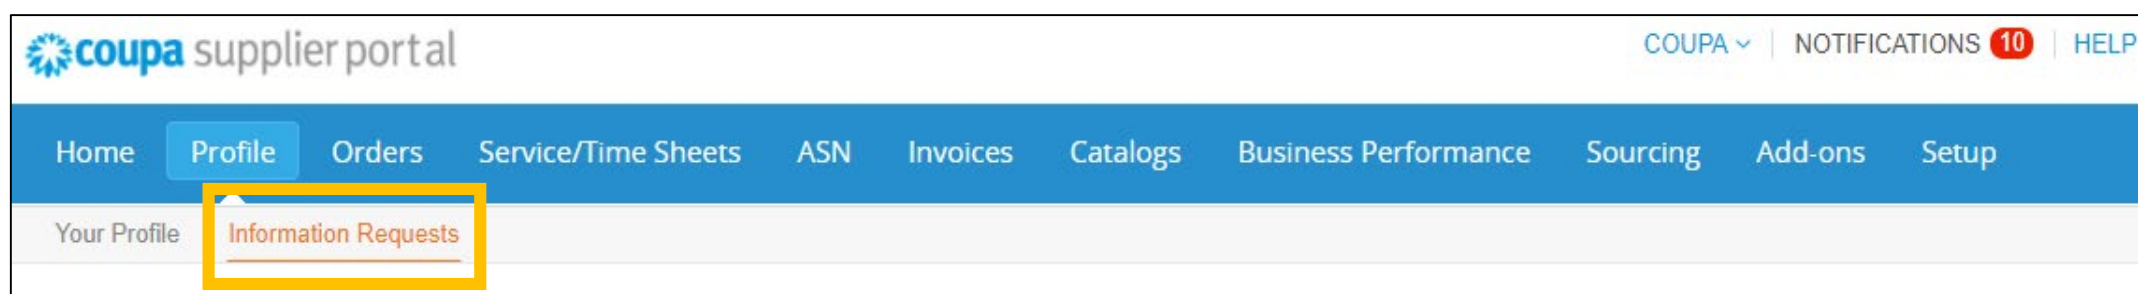 coupa supplier portal COUPA NOTIFICATIONS 10 HELP
Home Profile Orders Service/Time Sheets ASN Invoices Catalogs Business Performance Sourcing Add-ons Setup
Your Profile Information Requests